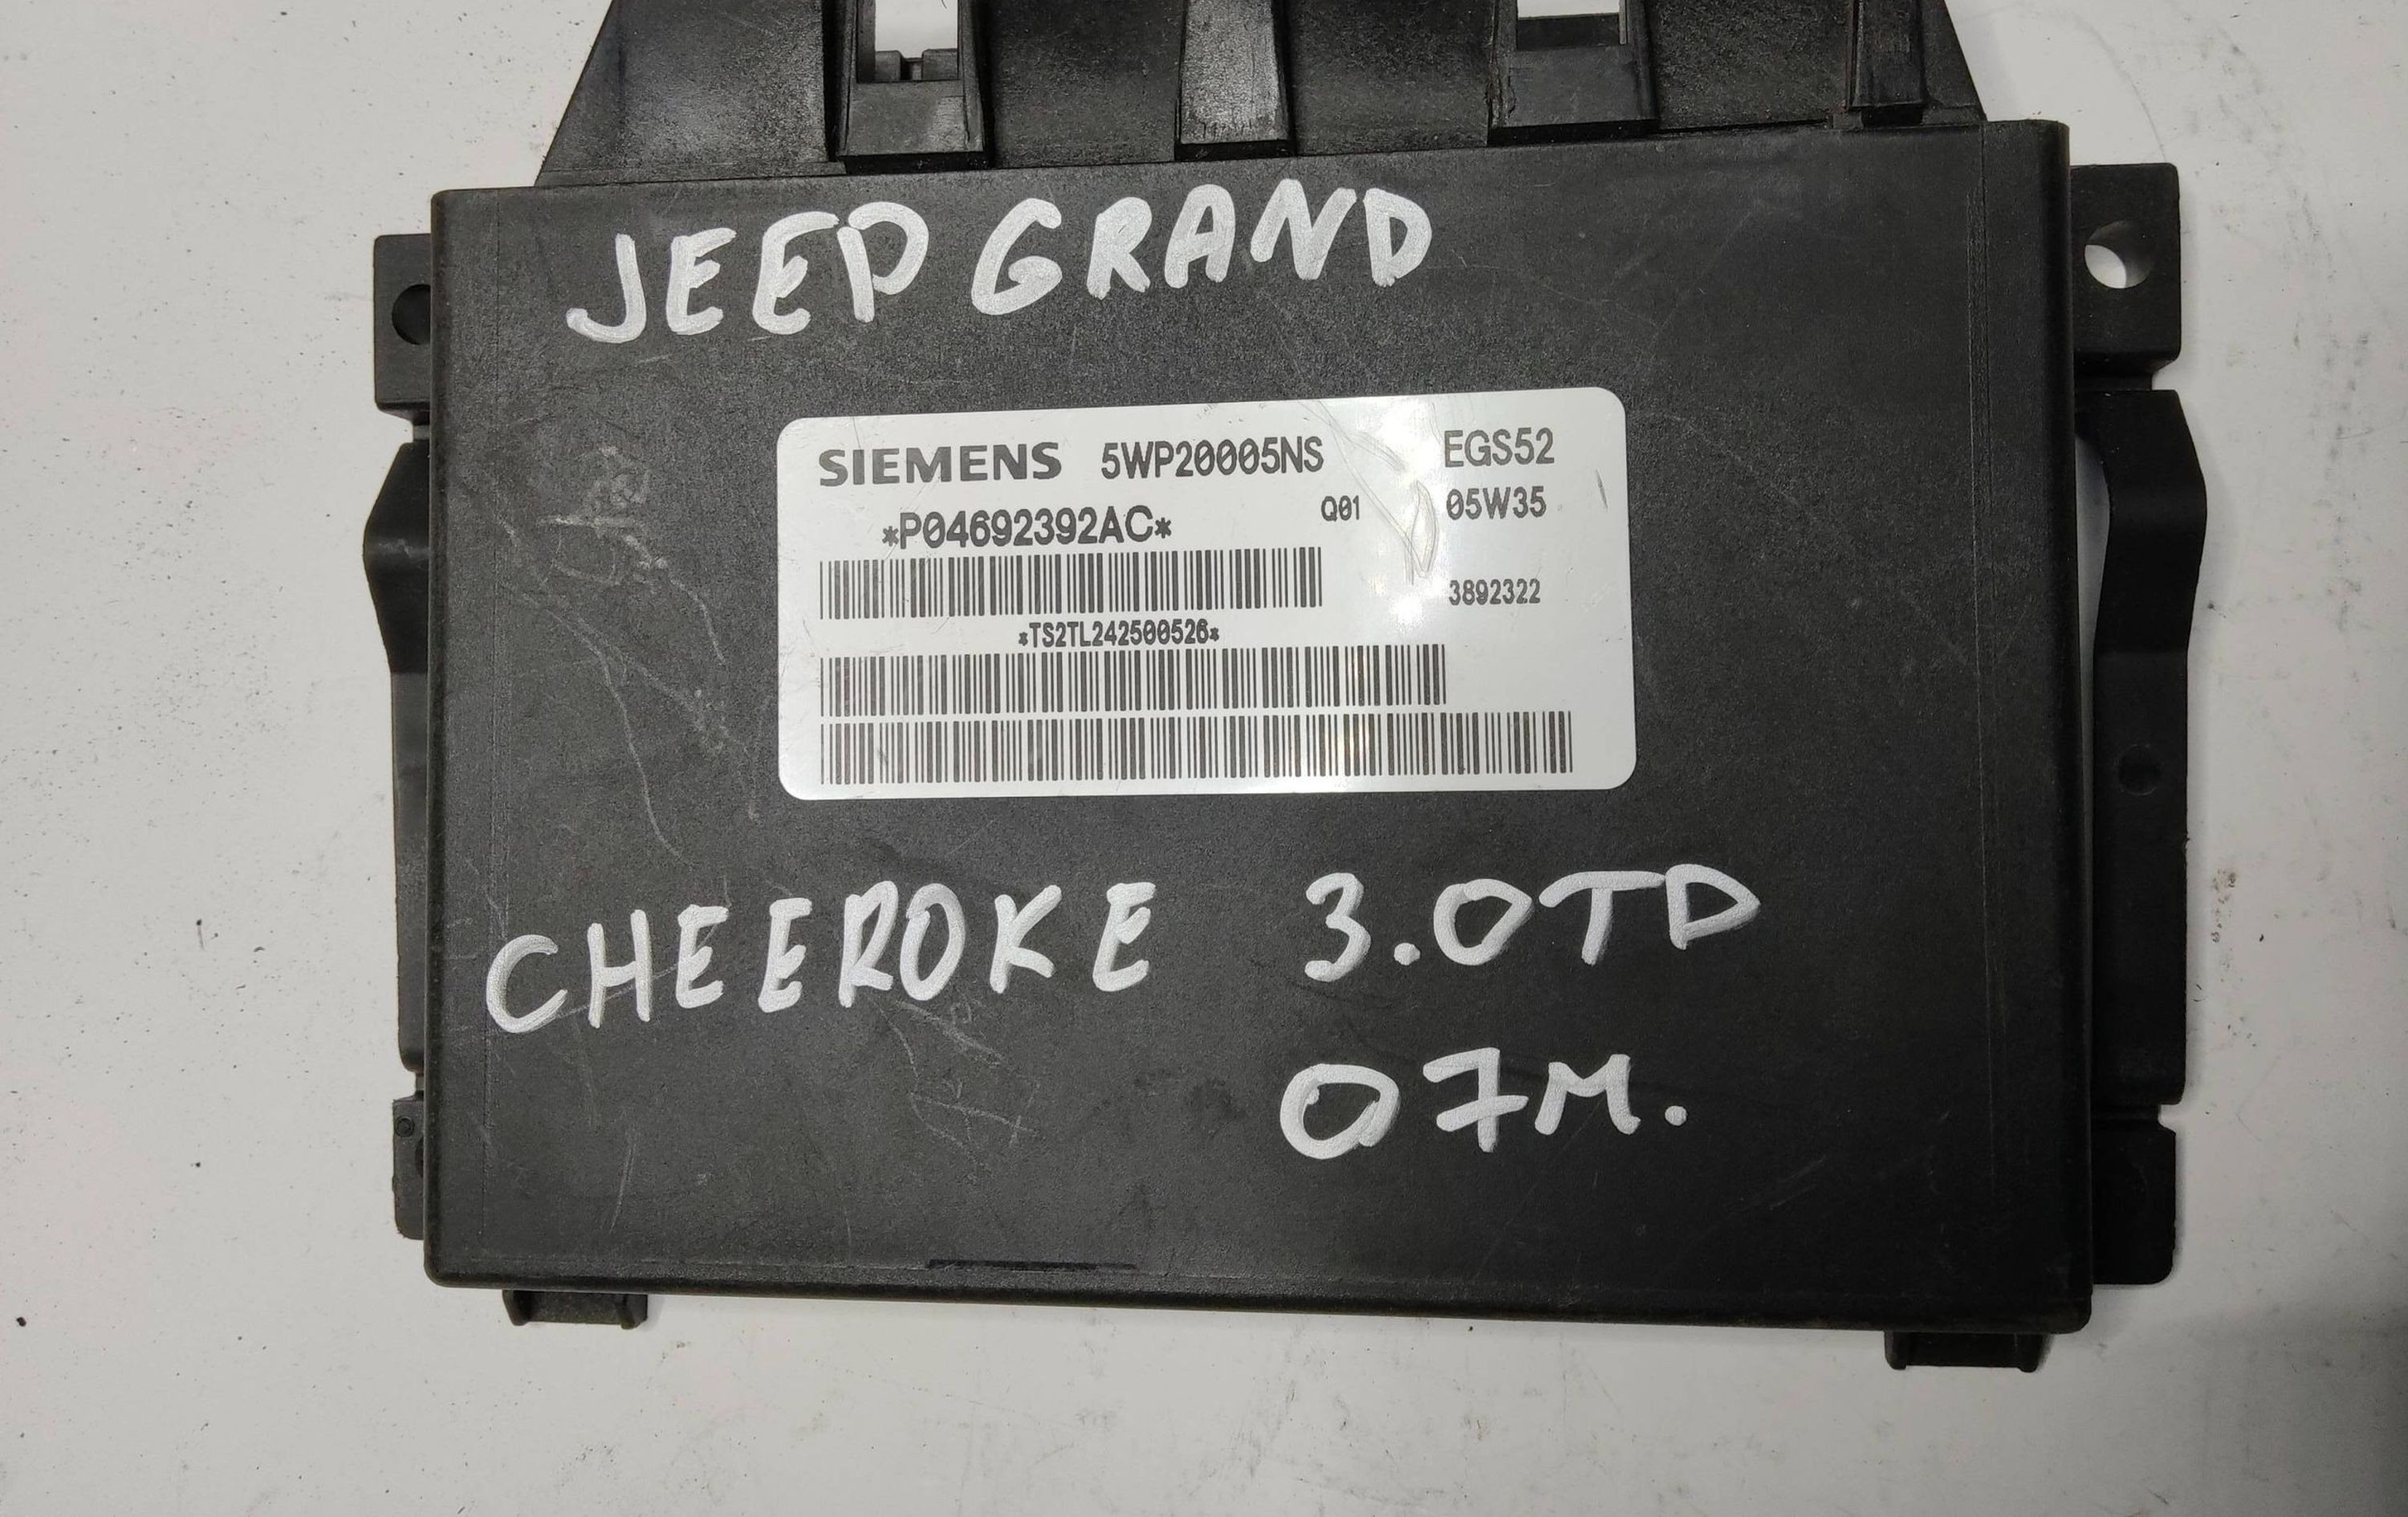 JEEP GRAND
SIEMENS 5WP20005NS EGS52
*P04692392AC* Q01 05W35
3892322
*TS2TL242500526*
CHEEROKE 3.0TD
07M.